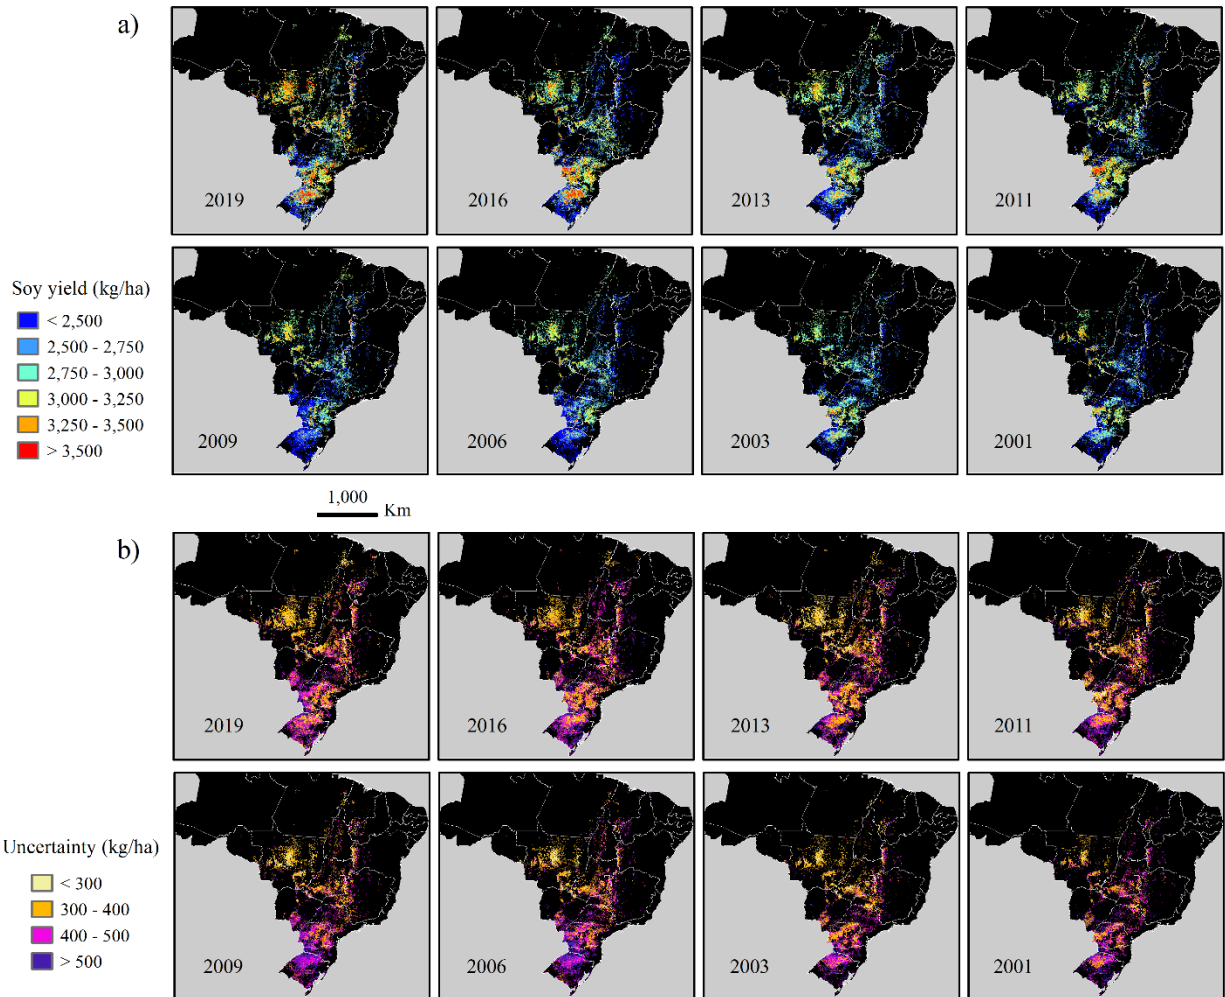 a)
2019
2016
2013
2011
Soy yield (kg/ha)
< 2,500
2,500 - 2,750
2,750 - 3,000
3,000 - 3,250
3,250 - 3,500
> 3,500
2009
2006
2003
2001
1,000
Km
b)
2019
2016
2013
2011
Uncertainty (kg/ha)
< 300
300 - 400
400 - 500
> 500
2009
2006
2003
2001